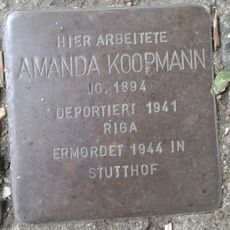 HIER ARBEITETE
AMANDA KOOPMANN
JG. 1894
DEPORTIERT 1941
RIGA
ERMORDET 1944 IN
STUTTHOF